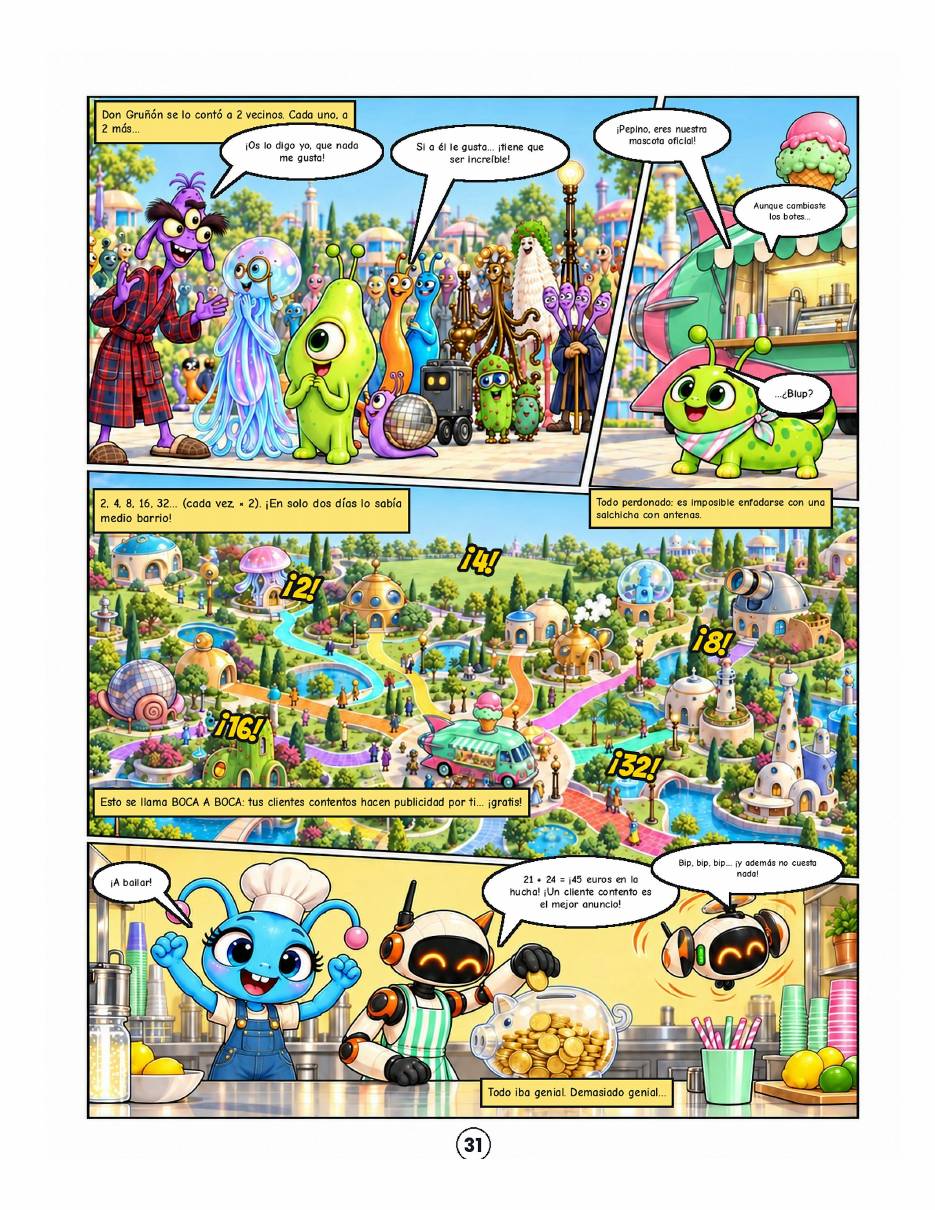 Don Gruñón se lo contó a 2 vecinos. Cada uno, a
2 más...
¡Os lo digo yo, que nada
me gusta!
Si a él le gusta... ¡tiene que
ser increíble!
¡Pepino, eres nuestra
mascota oficial!
Aunque cambiaste
los botes...
...¿Blup?
Todo perdonado: es imposible enfadarse con una
salchicha con antenas.
2, 4, 8, 16, 32... (cada vez, × 2). ¡En solo dos días lo sabía
medio barrio!
¡2!
¡4!
¡8!
¡16!
¡32!
Esto se llama BOCA A BOCA: tus clientes contentos hacen publicidad por ti... ¡gratis!
¡A bailar!
21 + 24 = ¡45 euros en la
hucha! ¡Un cliente contento es
el mejor anuncio!
Bip, bip, bip... ¡y además no cuesta
nada!
Todo iba genial. Demasiado genial...
31